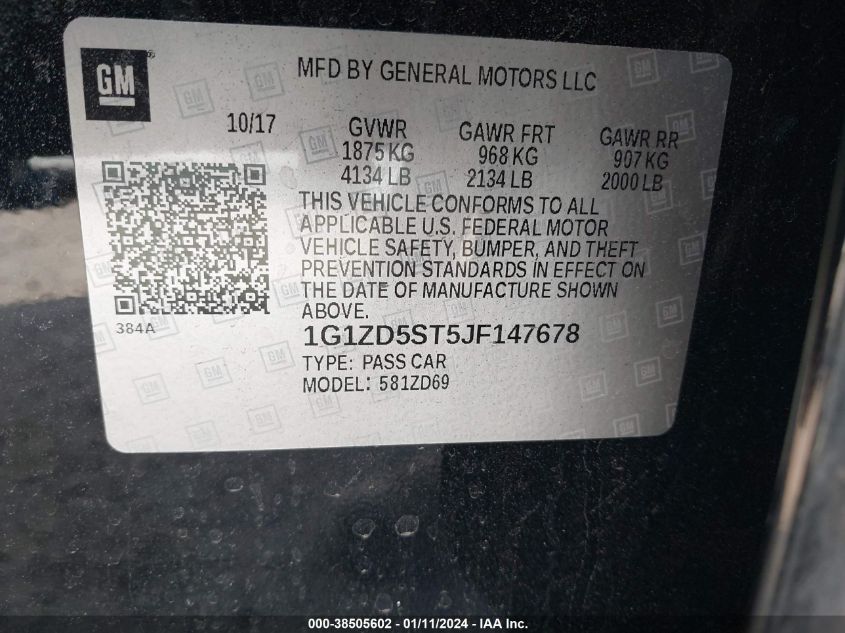 GM®
MFD BY GENERAL MOTORS LLC
10/17
GVWR GAWR FRT GAWR RR
1875 KG 968 KG 907 KG
4134 LB 2134 LB 2000 LB
THIS VEHICLE CONFORMS TO ALL
APPLICABLE U.S. FEDERAL MOTOR
VEHICLE SAFETY, BUMPER, AND THEFT
PREVENTION STANDARDS IN EFFECT ON
THE DATE OF MANUFACTURE SHOWN
ABOVE.
384A
1G1ZD5ST5JF147678
TYPE: PASS CAR
MODEL: 581ZD69
000-38505602 - 01/11/2024 - IAA Inc.